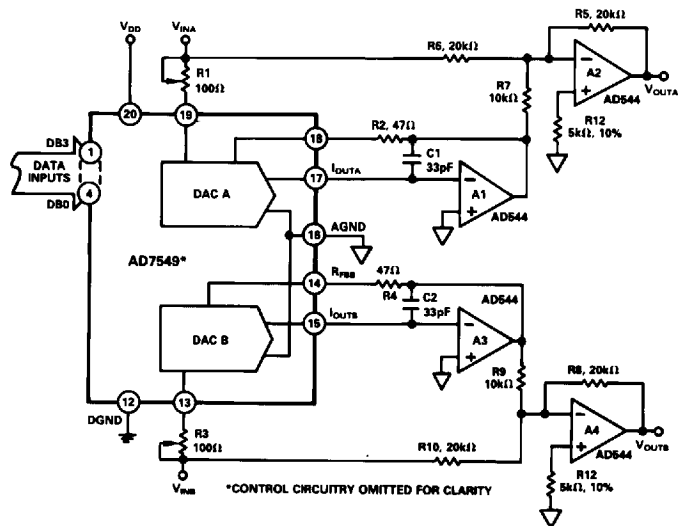 VDD
VINA
R1
100Ω
R6, 20kΩ
R5, 20kΩ
R7
10kΩ
A2
AD544
VOUTA
R12
5kΩ, 10%
20
19
18
R2, 47Ω
C1
33pF
IOUTA
17
A1
AD544
DB3
1
DATA
INPUTS
4
DB0
DAC A
16
AGND
AD7549*
RFBB
14
47Ω
R4
C2
33pF
AD544
IOUTB
15
A3
DAC B
R9
10kΩ
R8, 20kΩ
A4
AD544
VOUTB
12
DGND
13
R3
100Ω
VINB
R10, 20kΩ
R12
5kΩ, 10%
*CONTROL CIRCUITRY OMITTED FOR CLARITY